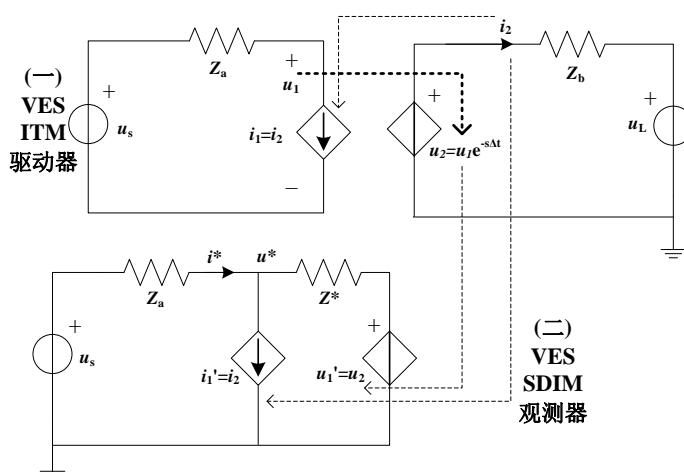 (一)
VES
ITM
驱动器
+
us
Za
+
u1
i1=i2
−
i2
+
u2=u1e-sΔt
Zb
+
uL
i*
u*
Za
Z*
+
us
i1'=i2
+
u1'=u2
(二)
VES
SDIM
观测器